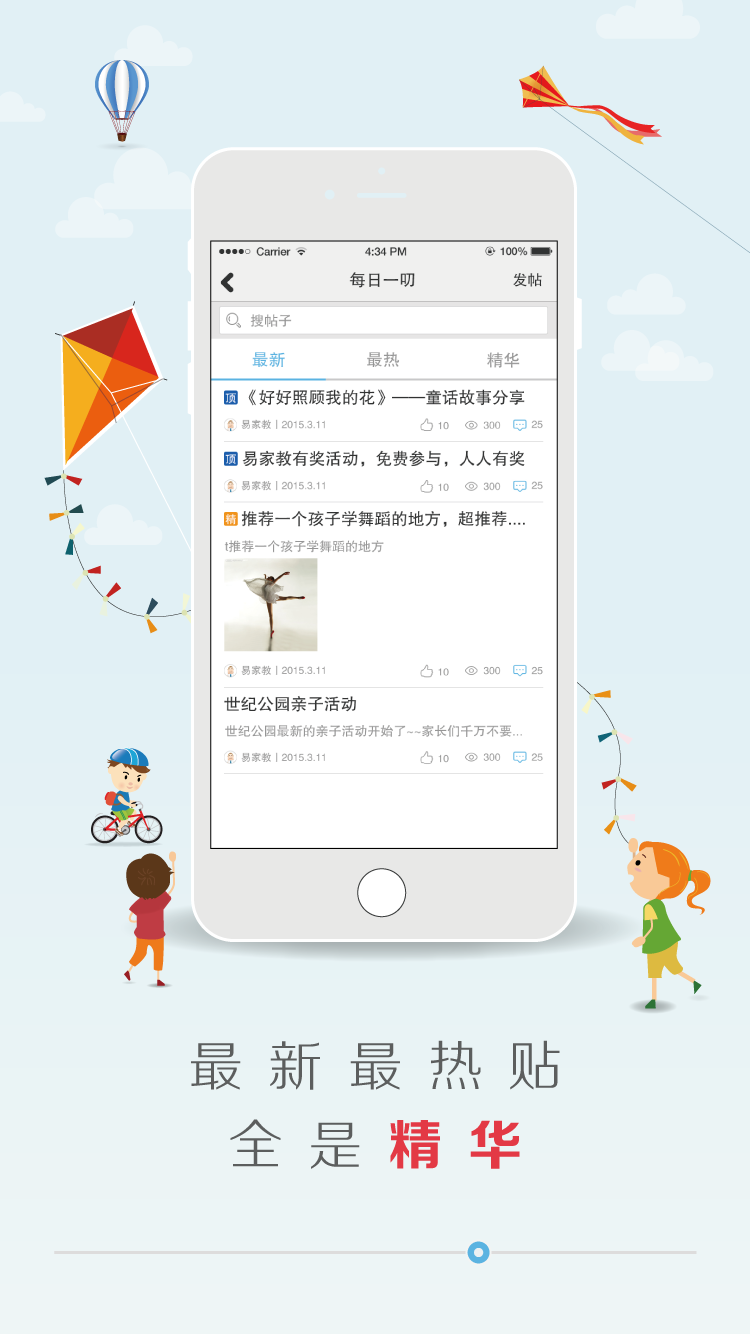 Carrier 4:34 PM 100%
每日一叨 发帖
搜帖子
最新 最热 精华
顶 《好好照顾我的花》——童话故事分享
易家教 | 2015.3.11 10 300 25
顶 易家教有奖活动，免费参与，人人有奖
易家教 | 2015.3.11 10 300 25
精 推荐一个孩子学舞蹈的地方，超推荐....
t推荐一个孩子学舞蹈的地方
易家教 | 2015.3.11 10 300 25
世纪公园亲子活动
世纪公园最新的亲子活动开始了~~家长们千万不要...
易家教 | 2015.3.11 10 300 25
最新最热贴
全是精华